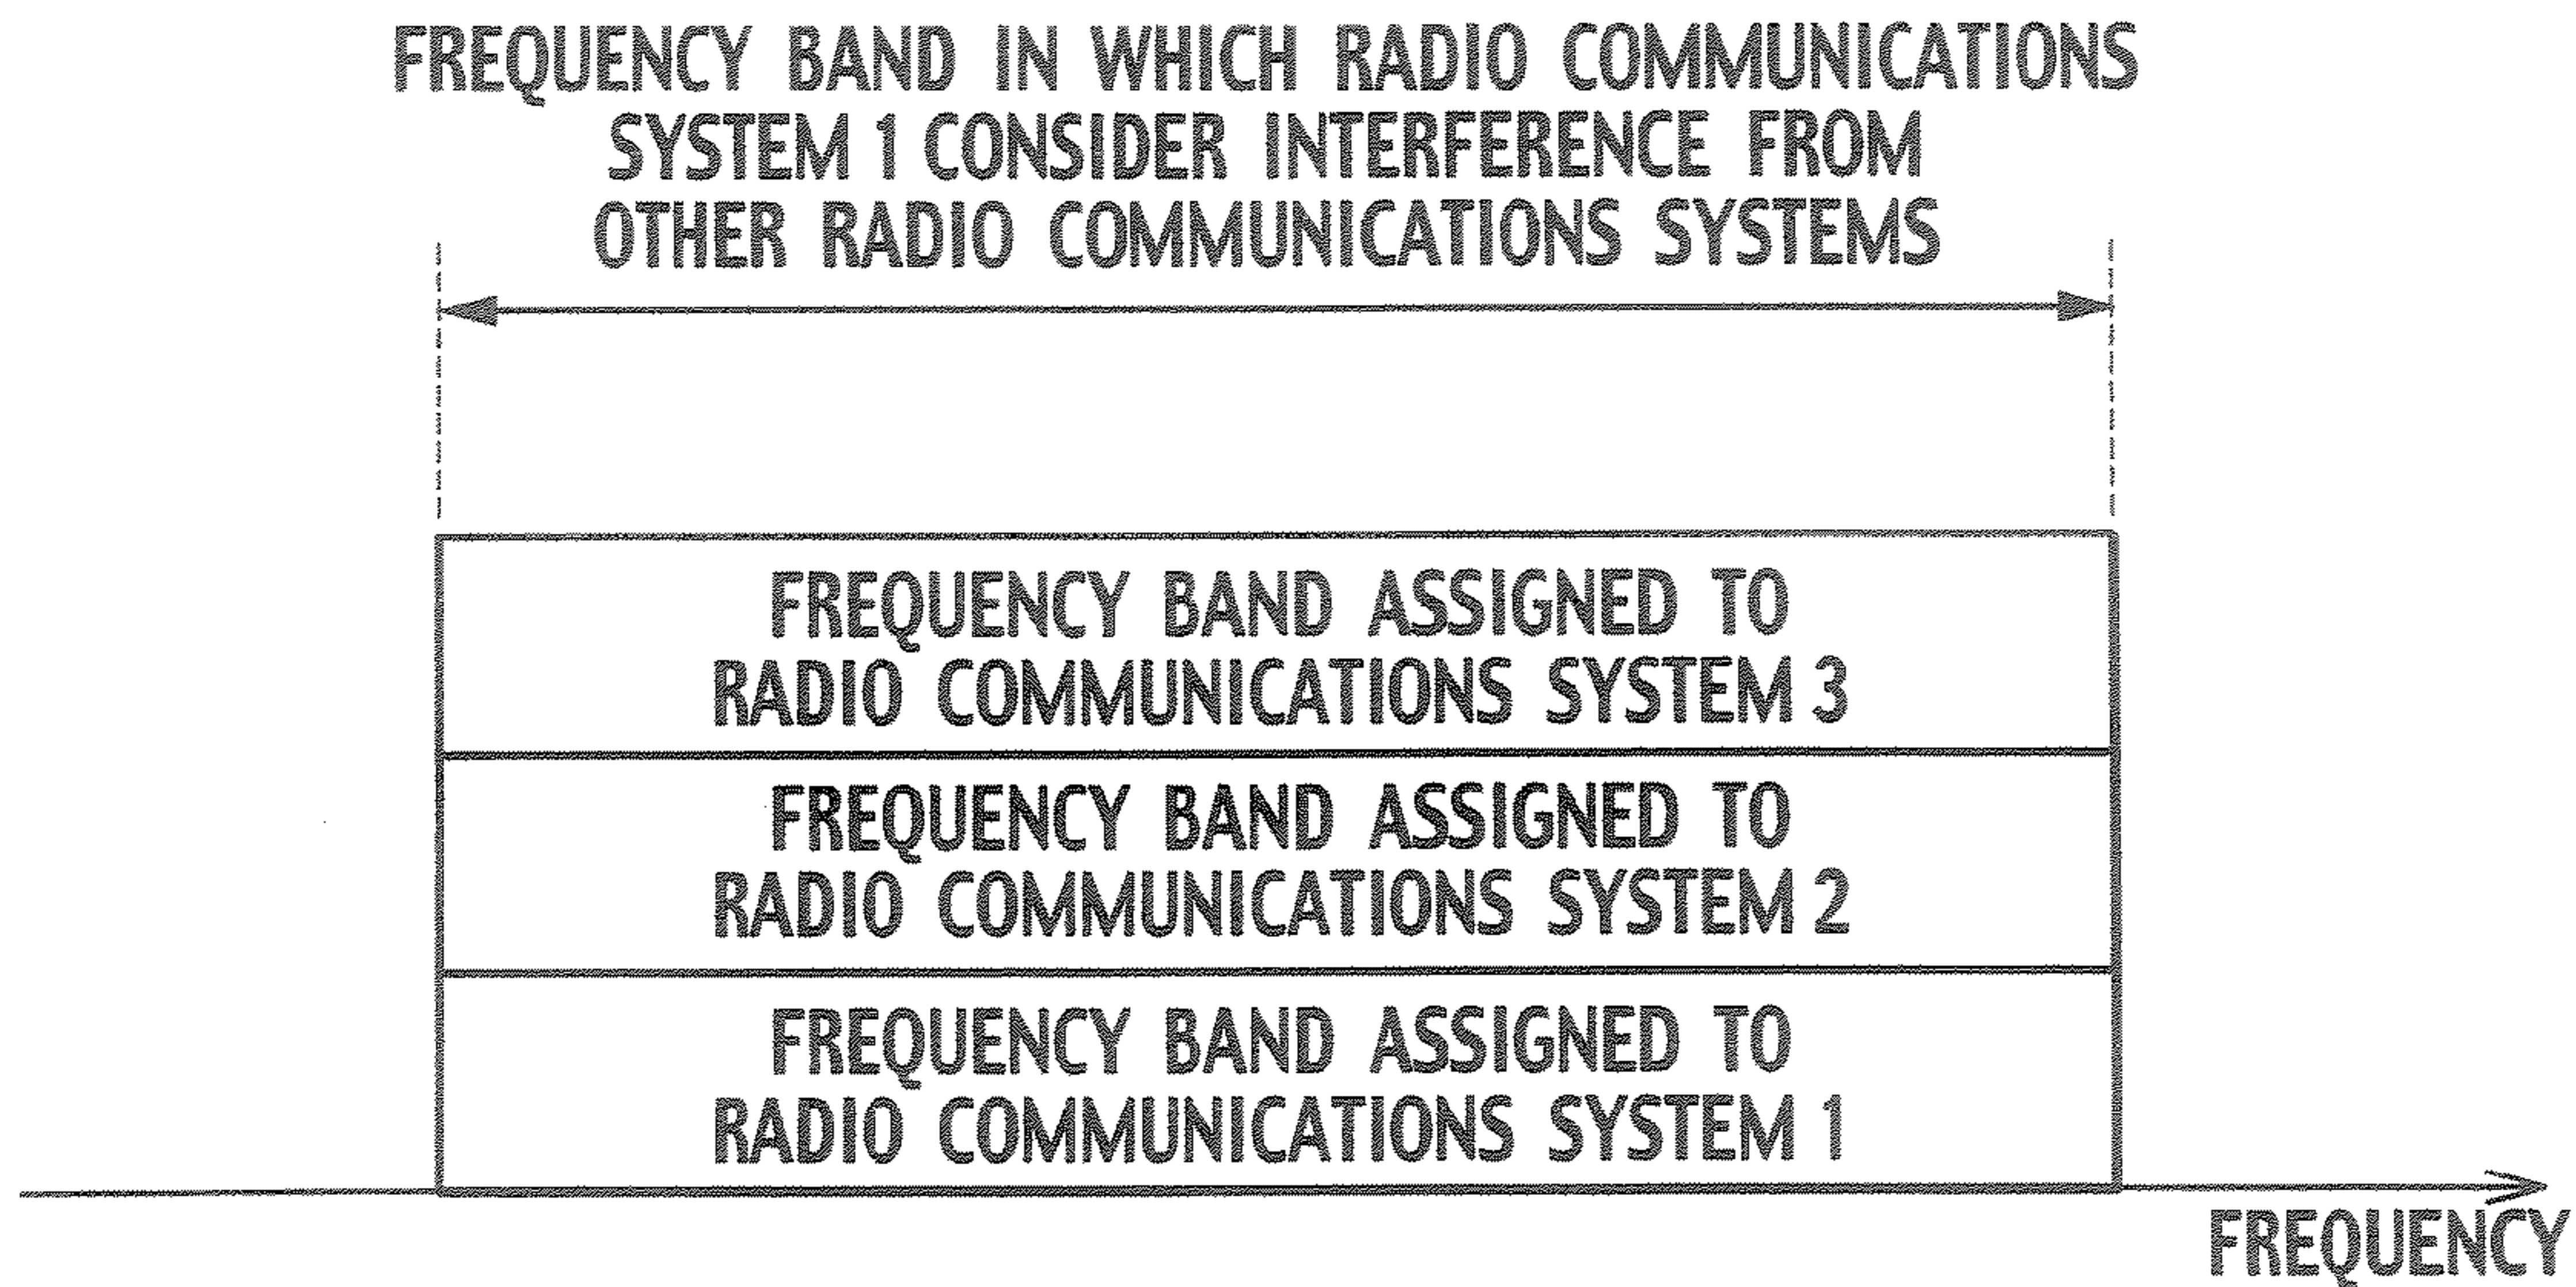 FREQUENCY BAND IN WHICH RADIO COMMUNICATIONS
SYSTEM 1 CONSIDER INTERFERENCE FROM
OTHER RADIO COMMUNICATIONS SYSTEMS
FREQUENCY BAND ASSIGNED TO
RADIO COMMUNICATIONS SYSTEM 3
FREQUENCY BAND ASSIGNED TO
RADIO COMMUNICATIONS SYSTEM 2
FREQUENCY BAND ASSIGNED TO
RADIO COMMUNICATIONS SYSTEM 1
FREQUENCY